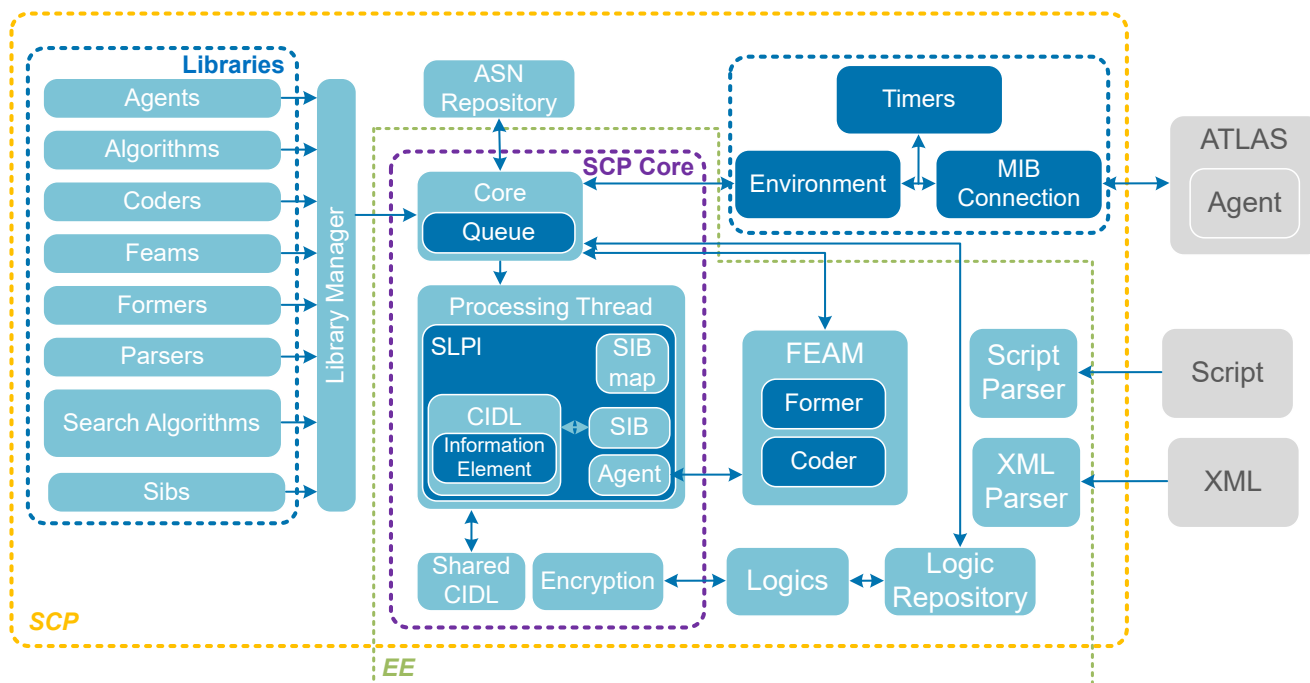 Libraries
Agents
Algorithms
Coders
Feams
Formers
Parsers
Search Algorithms
Sibs
Library Manager
ASN
Repository
SCP Core
Core
Queue
Processing Thread
SLPI
SIB
map
CIDL
Information
Element
SIB
Agent
Shared
CIDL
Encryption
Timers
Environment
MIB
Connection
FEAM
Former
Coder
Logics
Logic
Repository
Script
Parser
XML
Parser
ATLAS
Agent
Script
XML
SCP
EE